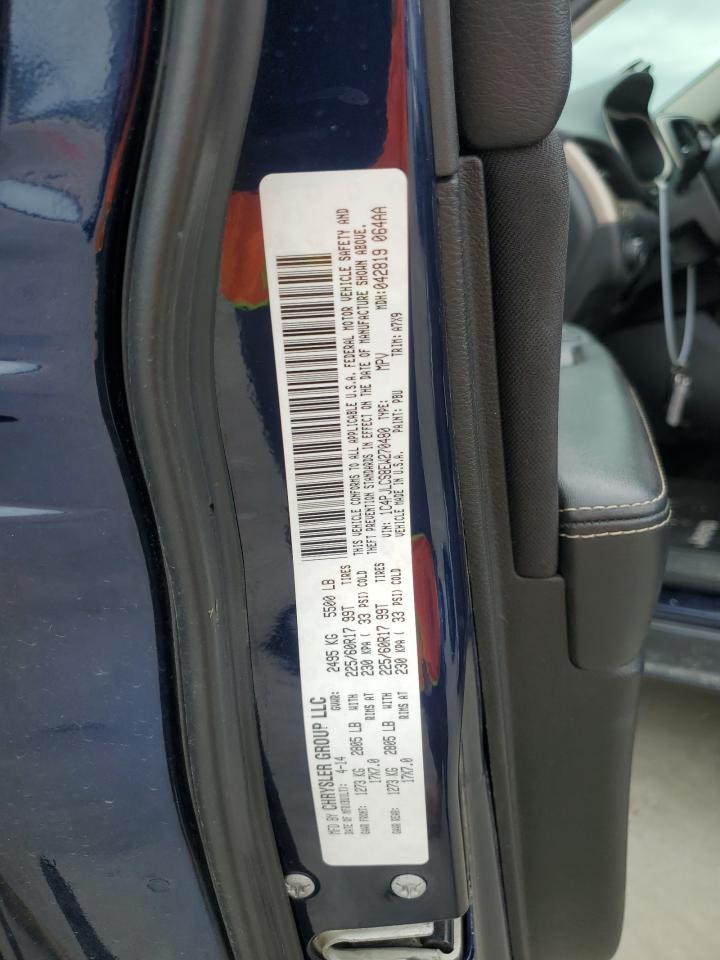 MFD BY CHRYSLER GROUP LLC
DATE OF MFR(BUILT): 4-14 GVWR: 2495 KG 5500 LB
GAWR FRONT: 1273 KG 2805 LB WITH 225/60R17 99T TIRES
17X7.0 RIMS AT 230 KPA ( 33 PSI) COLD
GAWR REAR: 1273 KG 2805 LB WITH 225/60R17 99T TIRES
17X7.0 RIMS AT 230 KPA ( 33 PSI) COLD
THIS VEHICLE CONFORMS TO ALL APPLICABLE U.S.A. FEDERAL MOTOR VEHICLE SAFETY AND
THEFT PREVENTION STANDARDS IN EFFECT ON THE DATE OF MANUFACTURE SHOWN ABOVE.
VIN: 1C4PJLCS8EW270480 TYPE: MPV MDH:042819 064AA
VEHICLE MADE IN U.S.A. PAINT: PBU TRIM: A7X9